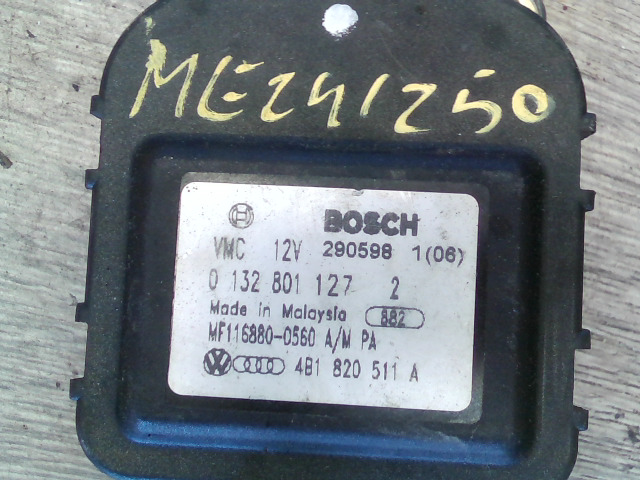 ME241250
BOSCH
VMC 12V 290598 1(06)
0 132 801 127 2
Made in Malaysia 882
MF116880-0560 A/M PA
4B1 820 511 A